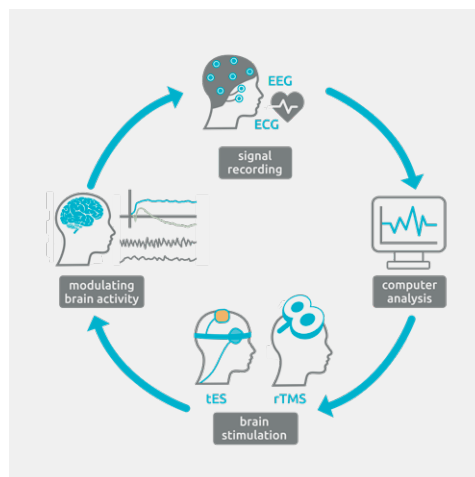 EEG
ECG
signal
recording
computer
analysis
tES
rTMS
brain
stimulation
modulating
brain activity